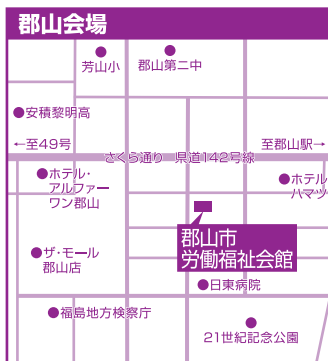 郡山会場
芳山小
郡山第二中
安積黎明高
←至49号
至郡山駅→
さくら通り 県道142号線
ホテル・
アルファー
ワン郡山
ホテル
ハマツ
郡山市
労働福祉会館
ザ・モール
郡山店
日東病院
福島地方検察庁
21世紀記念公園